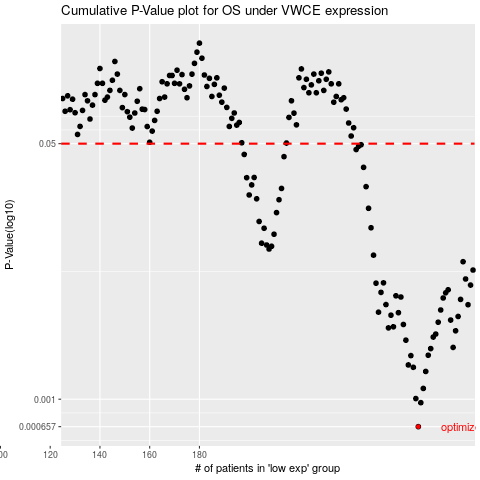 Cumulative P-Value plot for OS under VWCE expression
P-Value(log10)
0.05
0.001
0.000657
optimize
00 120 140 160 180
# of patients in 'low exp' group